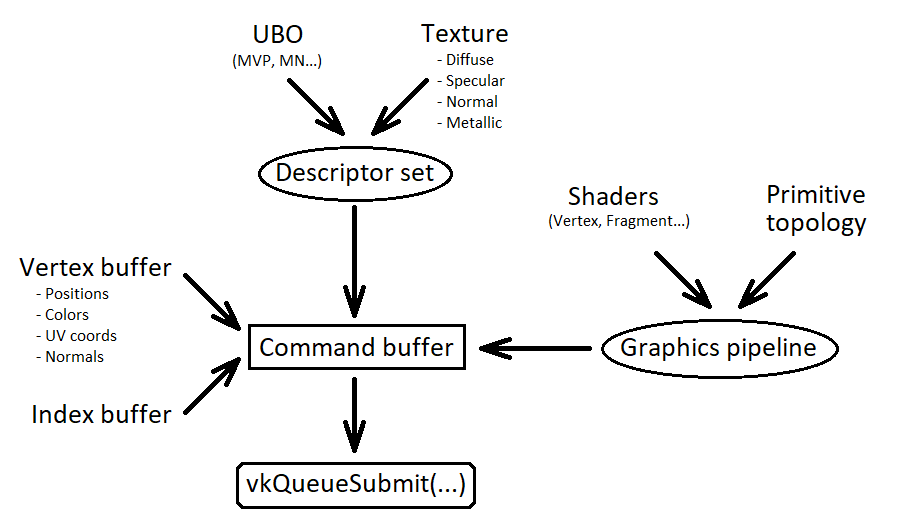 UBO
(MVP, MN...)
Texture
- Diffuse
- Specular
- Normal
- Metallic
Descriptor set
Shaders
(Vertex, Fragment...)
Primitive
topology
Vertex buffer
- Positions
- Colors
- UV coords
- Normals
Command buffer
Graphics pipeline
Index buffer
vkQueueSubmit(...)